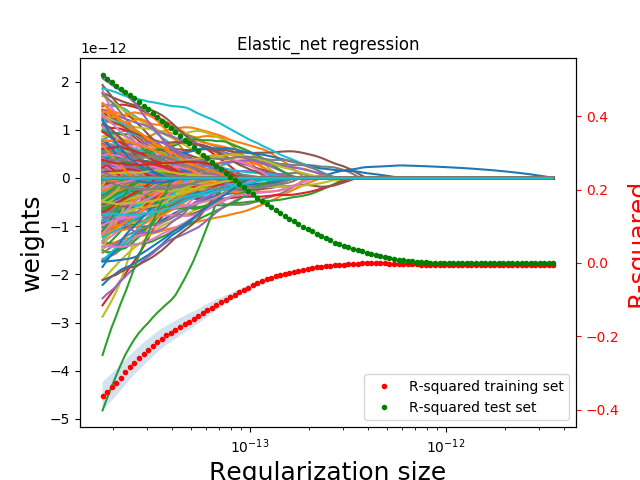 Elastic_net regression
1e−12
2
1
0
−1
−2
−3
−4
−5
weights
0.4
0.2
0.0
−0.2
−0.4
R-squared
R-squared training set
R-squared test set
10−13
10−12
Regularization size